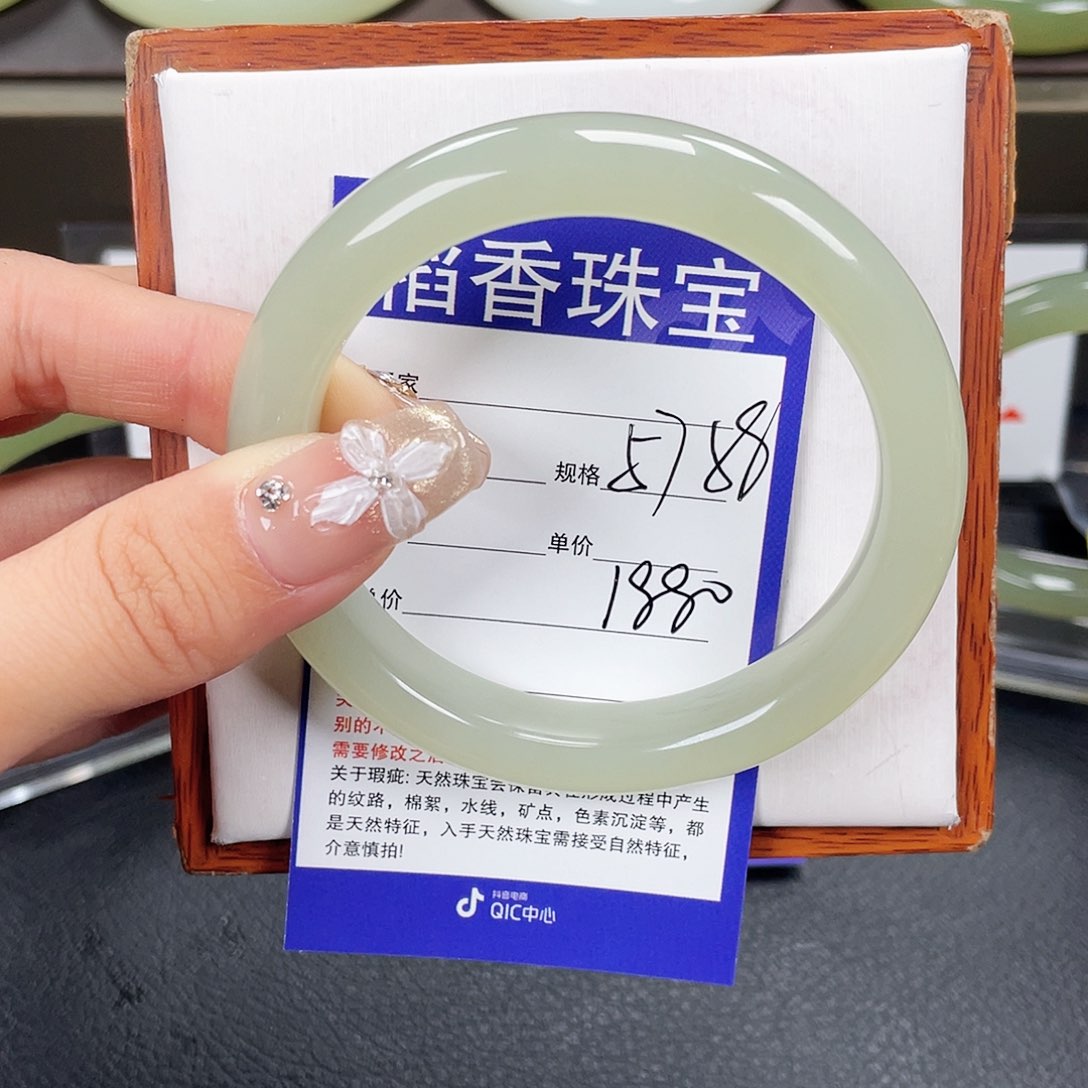 稻香珠宝
家
规格 57 58
单价
1880
价
别的不
需要修改之后
关于瑕疵: 天然珠宝会保留其在形成过程中产生
的纹路，棉絮，水线，矿点，色素沉淀等，都
是天然特征，入手天然珠宝需接受自然特征，
介意慎拍!
抖音电商
QIC中心